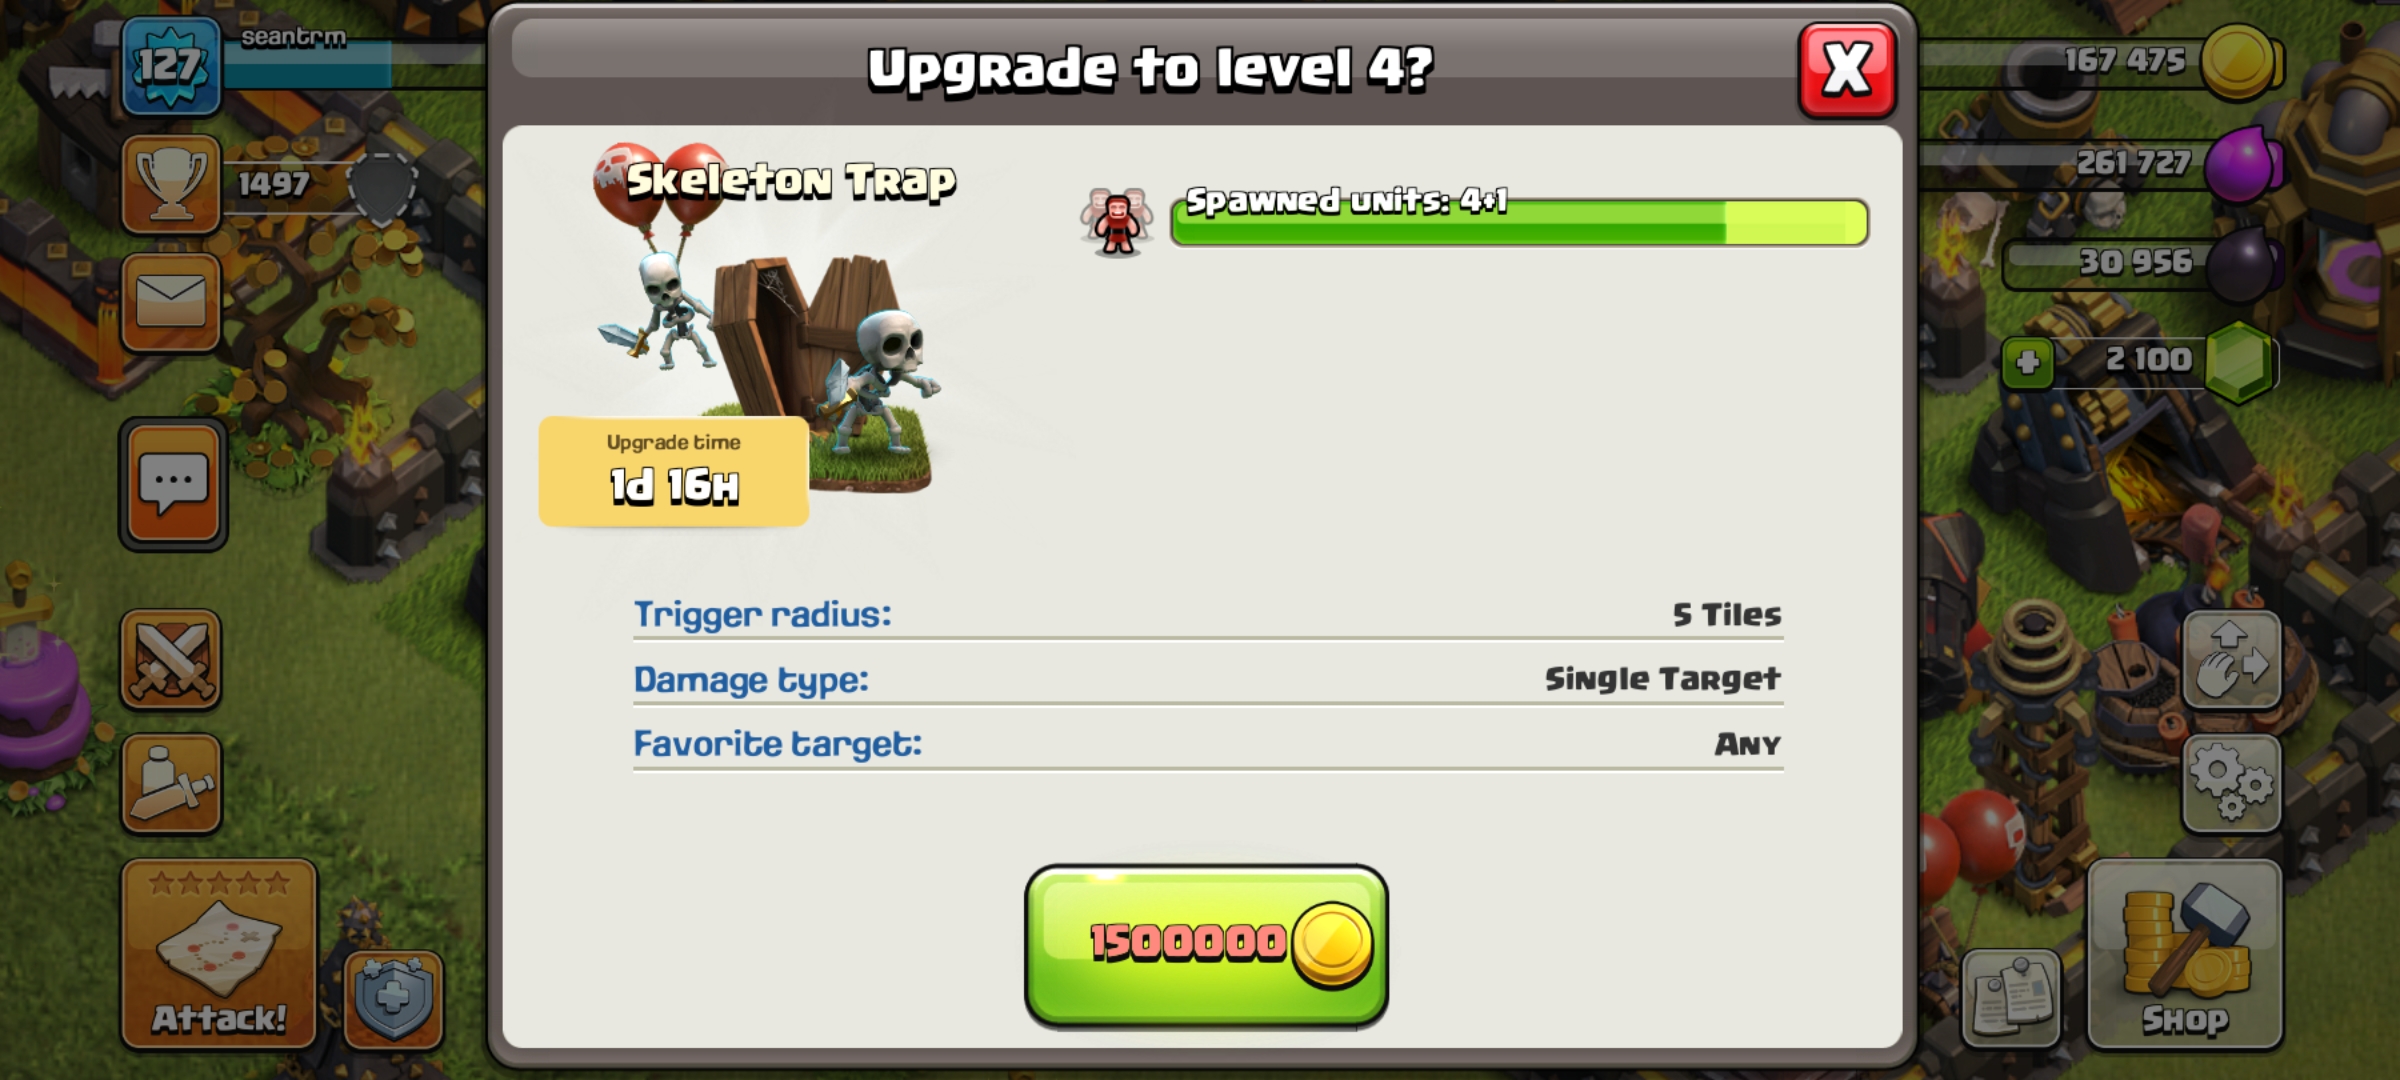 127
seantrm
1497
Upgrade to level 4?
X
167 475
261 727
30 956
2 100
Skeleton Trap
Spawned units: 4+1
Upgrade time
1d 16h
Trigger radius: 5 Tiles
Damage type: Single Target
Favorite target: Any
1500000
Attack!
Shop